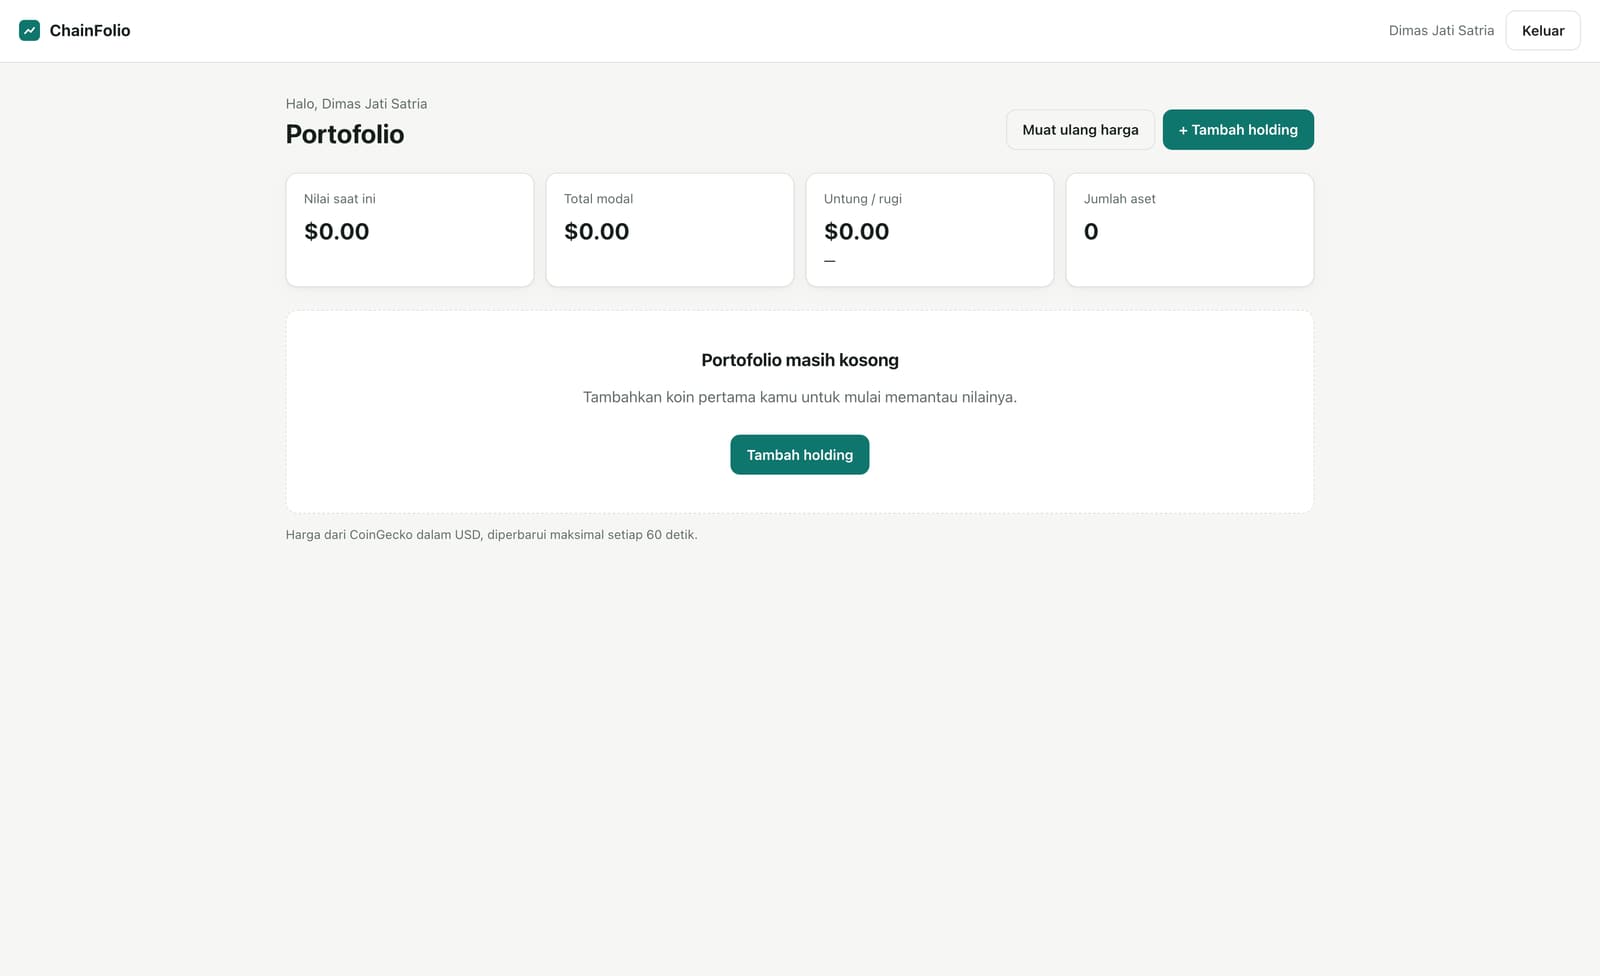 ChainFolio
Dimas Jati Satria
Keluar
Halo, Dimas Jati Satria
Portofolio
Muat ulang harga
+ Tambah holding
Nilai saat ini
$0.00
Total modal
$0.00
Untung / rugi
$0.00
—
Jumlah aset
0
Portofolio masih kosong
Tambahkan koin pertama kamu untuk mulai memantau nilainya.
Tambah holding
Harga dari CoinGecko dalam USD, diperbarui maksimal setiap 60 detik.